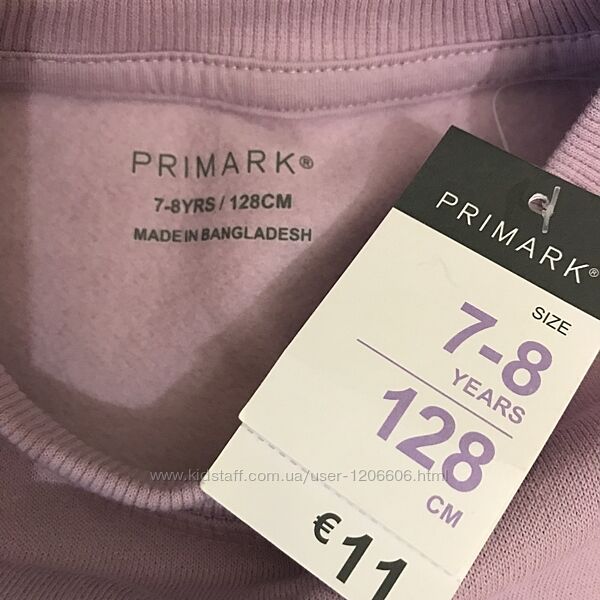 PRIMARK®
7-8YRS / 128CM
MADE IN BANGLADESH
PRIMARK®
SIZE
7-8
YEARS
128
CM
€11
www.kidstaff.com.ua/user-1206606.html